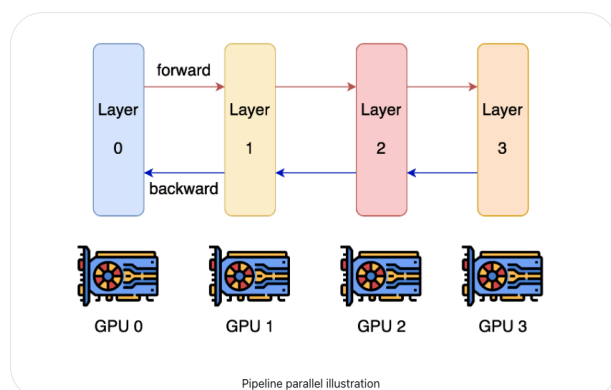 forward
Layer
0
Layer
1
Layer
2
Layer
3
backward
GPU 0
GPU 1
GPU 2
GPU 3
Pipeline parallel illustration